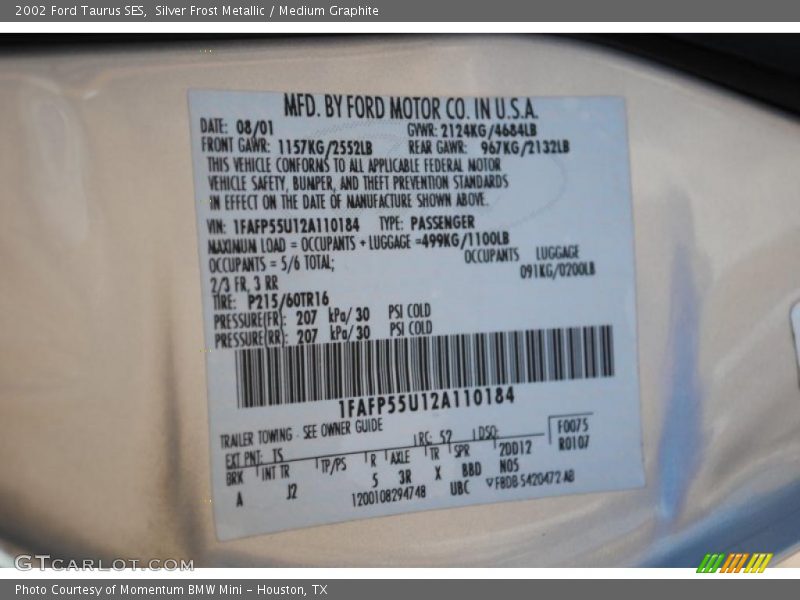 2002 Ford Taurus SES, Silver Frost Metallic / Medium Graphite
MFD. BY FORD MOTOR CO. IN U.S.A.
DATE: 08/01 GVWR: 2124KG/4684LB
FRONT GAWR: 1157KG/2552LB REAR GAWR: 967KG/2132LB
THIS VEHICLE CONFORMS TO ALL APPLICABLE FEDERAL MOTOR
VEHICLE SAFETY, BUMPER, AND THEFT PREVENTION STANDARDS
IN EFFECT ON THE DATE OF MANUFACTURE SHOWN ABOVE.
VIN: 1FAFP55U12A110184 TYPE: PASSENGER
MAXIMUM LOAD = OCCUPANTS + LUGGAGE =499KG/1100LB
OCCUPANTS = 5/6 TOTAL; OCCUPANTS LUGGAGE
2/3 FR, 3 RR 091KG/0200LB
TIRE: P215/60TR16
PRESSURE(FR): 207 kPa/ 30 PSI COLD
PRESSURE(RR): 207 kPa/ 30 PSI COLD
1FAFP55U12A110184
TRAILER TOWING - SEE OWNER GUIDE
EXT PNT: TS RC: 52 DSO: F0075
BRK INT TR TP/PS R AXLE TR SPR 20D12 R0107
A J2 5 3R X BBD N05
1200108294748 UBC F8DB 5420472 AB
GTCARLOT.COM
Photo Courtesy of Momentum BMW Mini - Houston, TX